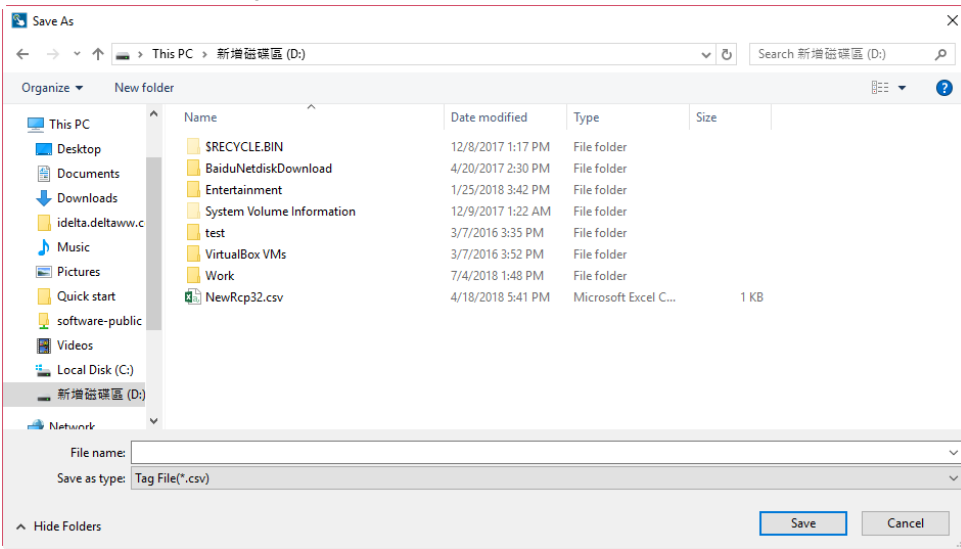 Save As
This PC › 新增磁碟區 (D:)
Search 新增磁碟區 (D:)
Organize
New folder
?
Name
Date modified
Type
Size
This PC
Desktop
Documents
Downloads
idelta.deltaww.c
Music
Pictures
Quick start
software-public
Videos
Local Disk (C:)
新增磁碟區 (D:)
Network
$RECYCLE.BIN 12/8/2017 1:17 PM File folder
BaiduNetdiskDownload 4/20/2017 2:30 PM File folder
Entertainment 1/25/2018 3:42 PM File folder
System Volume Information 12/9/2017 1:22 AM File folder
test 3/7/2016 3:35 PM File folder
VirtualBox VMs 3/7/2016 3:52 PM File folder
Work 7/4/2018 1:48 PM File folder
NewRcp32.csv 4/18/2018 5:41 PM Microsoft Excel C... 1 KB
File name:
Save as type: Tag File(*.csv)
Hide Folders
Save
Cancel